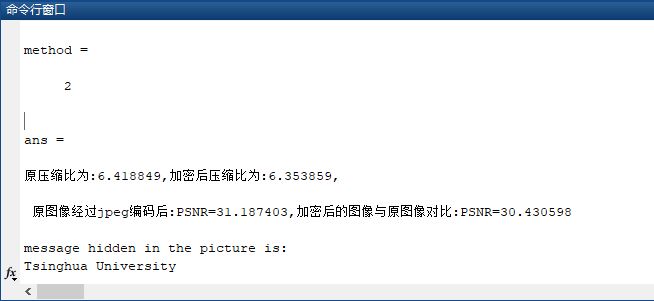 命令行窗口
method =
2
ans =
原压缩比为:6.418849,加密后压缩比为:6.353859,
原图像经过jpeg编码后:PSNR=31.187403,加密后的图像与原图像对比:PSNR=30.430598
message hidden in the picture is:
Tsinghua University
fx